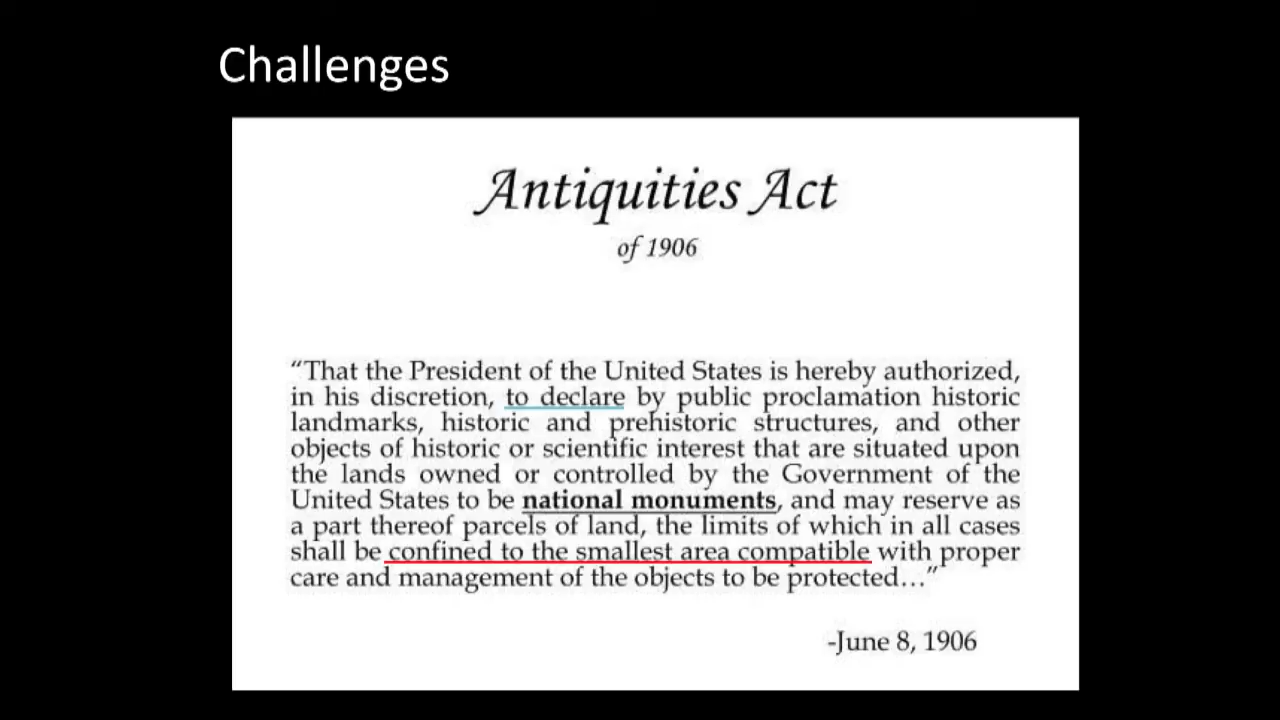 Challenges
Antiquities Act
of 1906
“That the President of the United States is hereby authorized,
in his discretion, to declare by public proclamation historic
landmarks, historic and prehistoric structures, and other
objects of historic or scientific interest that are situated upon
the lands owned or controlled by the Government of the
United States to be national monuments, and may reserve as
a part thereof parcels of land, the limits of which in all cases
shall be confined to the smallest area compatible with proper
care and management of the objects to be protected…”
-June 8, 1906